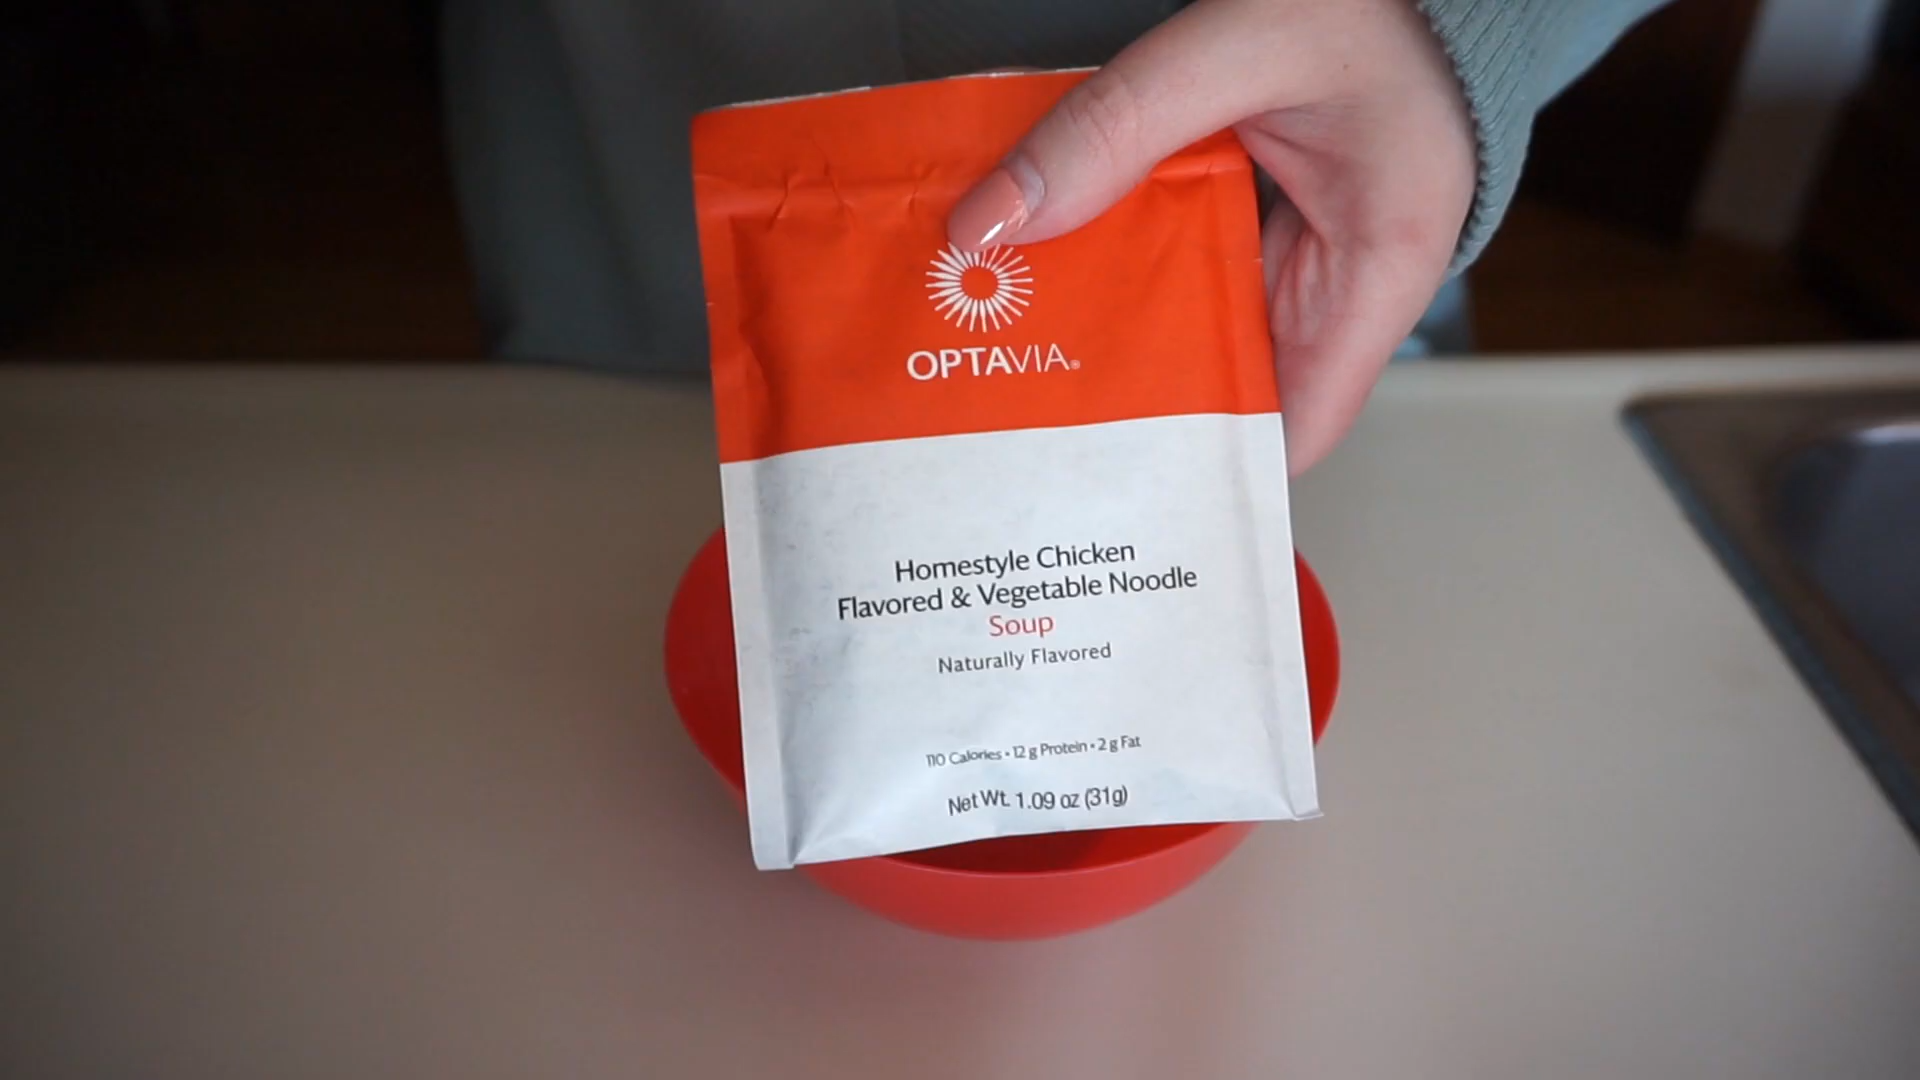 OPTAVIA®
Homestyle Chicken
Flavored & Vegetable Noodle
Soup
Naturally Flavored
110 Calories • 12 g Protein • 2 g Fat
Net Wt. 1.09 oz (31g)